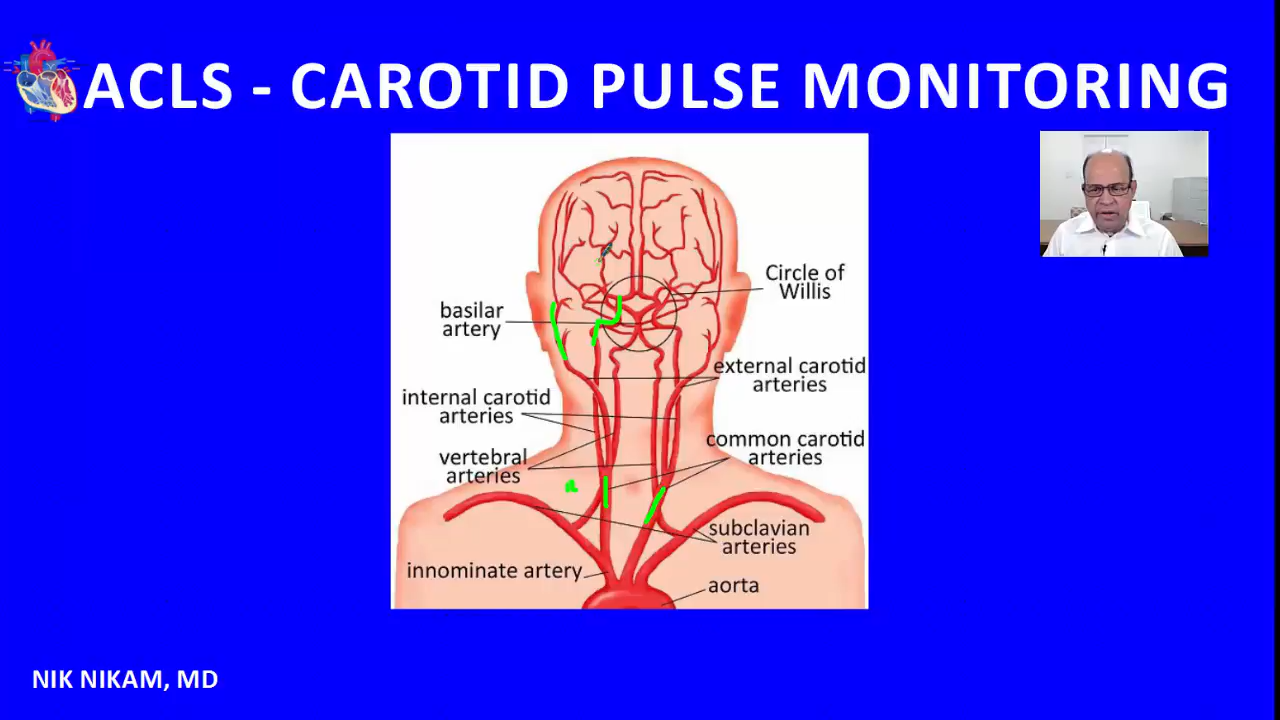 ACLS - CAROTID PULSE MONITORING
Circle of
Willis
basilar
artery
external carotid
arteries
internal carotid
arteries
common carotid
arteries
vertebral
arteries
subclavian
arteries
innominate artery
aorta
NIK NIKAM, MD